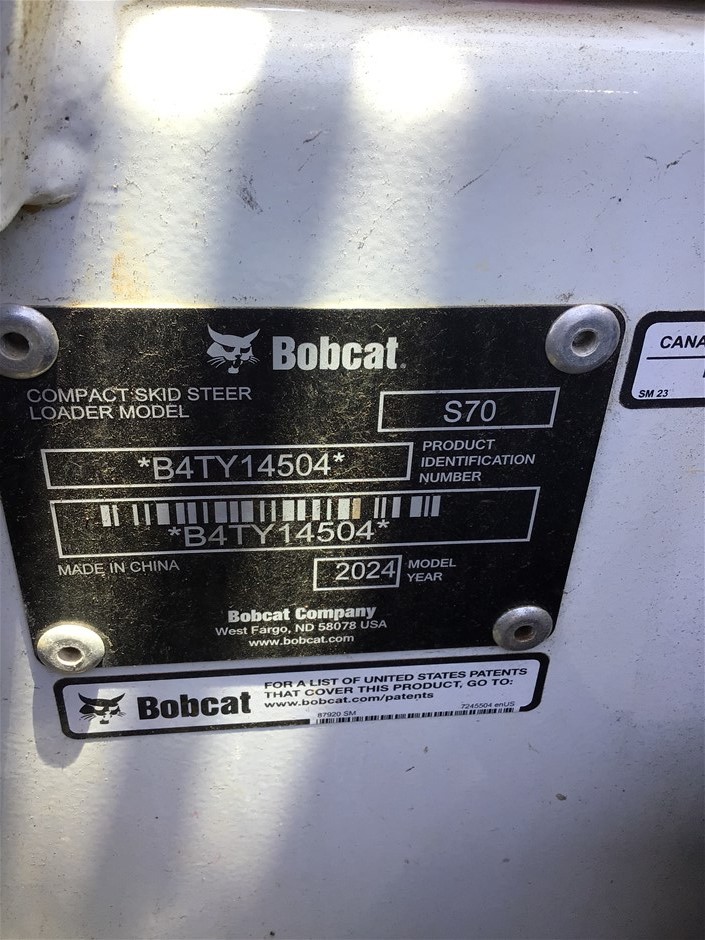 Bobcat
COMPACT SKID STEER
LOADER MODEL
S70
*B4TY14504*
PRODUCT
IDENTIFICATION
NUMBER
*B4TY14504*
MADE IN CHINA
2024
MODEL
YEAR
Bobcat Company
West Fargo, ND 58078 USA
www.bobcat.com
Bobcat
FOR A LIST OF UNITED STATES PATENTS
THAT COVER THIS PRODUCT, GO TO:
www.bobcat.com/patents
87920 SM
7245504 enUS
CANA
SM 23